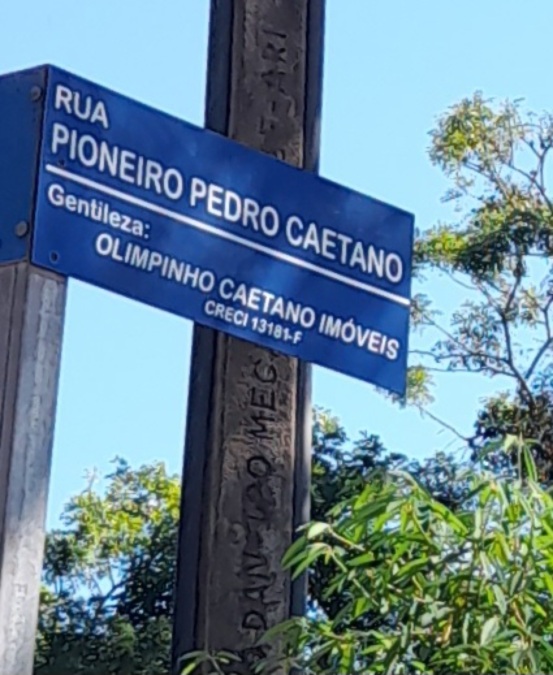 RUA
PIONEIRO PEDRO CAETANO
Gentileza:
OLIMPINHO CAETANO IMÓVEIS
CRECI 13181-F